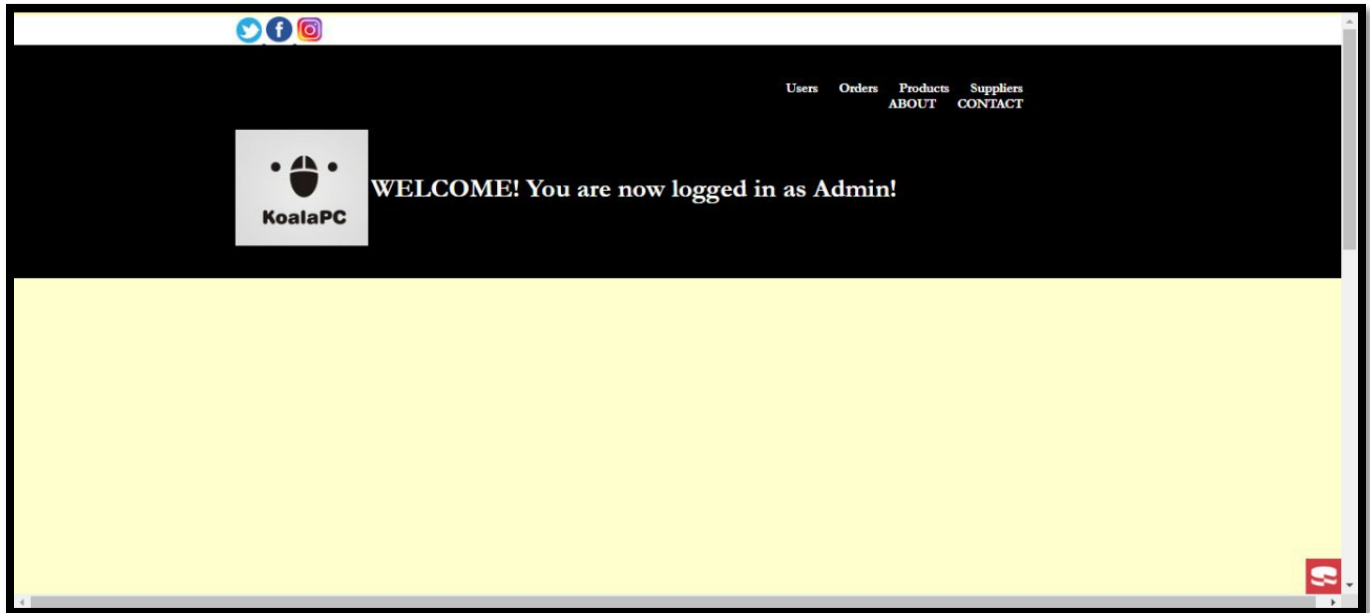 Users Orders Products Suppliers
ABOUT CONTACT
KoalaPC
WELCOME! You are now logged in as Admin!